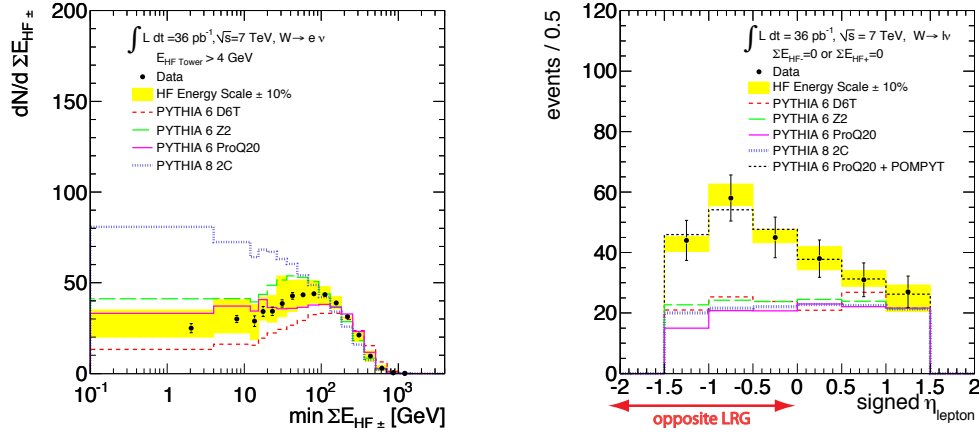 dN/d ΣE_HF ±
200
150
100
50
0
∫ L dt = 36 pb⁻¹, √s=7 TeV, W→ e ν
E_HF Tower > 4 GeV
Data
HF Energy Scale ± 10%
PYTHIA 6 D6T
PYTHIA 6 Z2
PYTHIA 6 ProQ20
PYTHIA 8 2C
10⁻¹ 1 10 10² 10³
min ΣE_HF ± [GeV]
events / 0.5
120
100
80
60
40
20
0
∫ L dt = 36 pb⁻¹, √s = 7 TeV, W→ lν
ΣE_HF-=0 or ΣE_HF+=0
Data
HF Energy Scale ± 10%
PYTHIA 6 D6T
PYTHIA 6 Z2
PYTHIA 6 ProQ20
PYTHIA 8 2C
PYTHIA 6 ProQ20 + POMPYT
-2 -1.5 -1 -0.5 0 0.5 1 1.5 2
opposite LRG
signed η_lepton